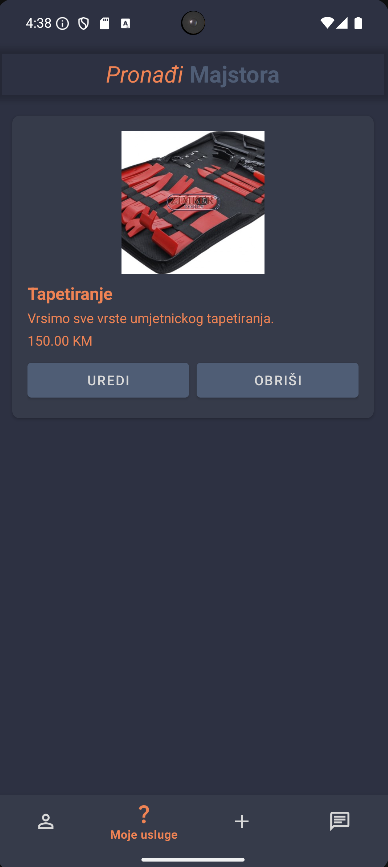 4:38
Pronađi Majstora
Tapetiranje
Vrsimo sve vrste umjetnickog tapetiranja.
150.00 KM
UREDI
OBRIŠI
?
Moje usluge